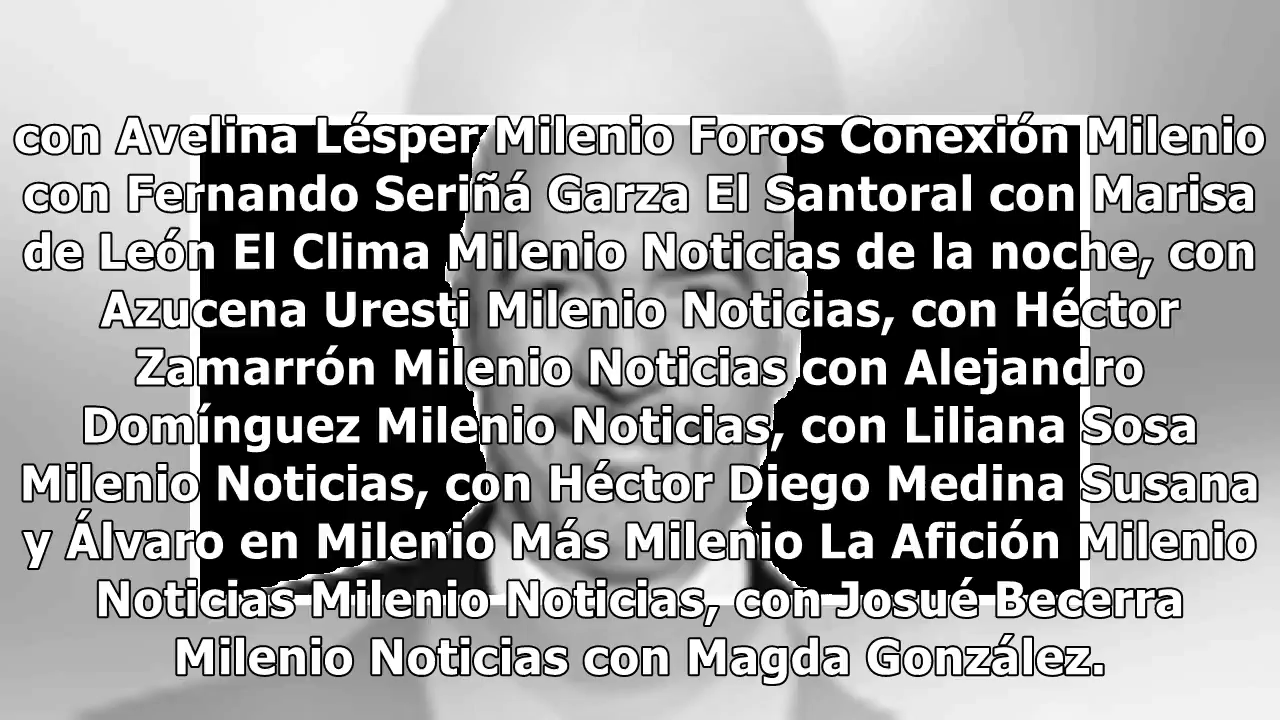 con Avelina Lésper Milenio Foros Conexión Milenio
con Fernando Seriñá Garza El Santoral con Marisa
de León El Clima Milenio Noticias de la noche, con
Azucena Uresti Milenio Noticias, con Héctor
Zamarrón Milenio Noticias con Alejandro
Domínguez Milenio Noticias, con Liliana Sosa
Milenio Noticias, con Héctor Diego Medina Susana
y Álvaro en Milenio Más Milenio La Afición Milenio
Noticias Milenio Noticias, con Josué Becerra
Milenio Noticias con Magda González.